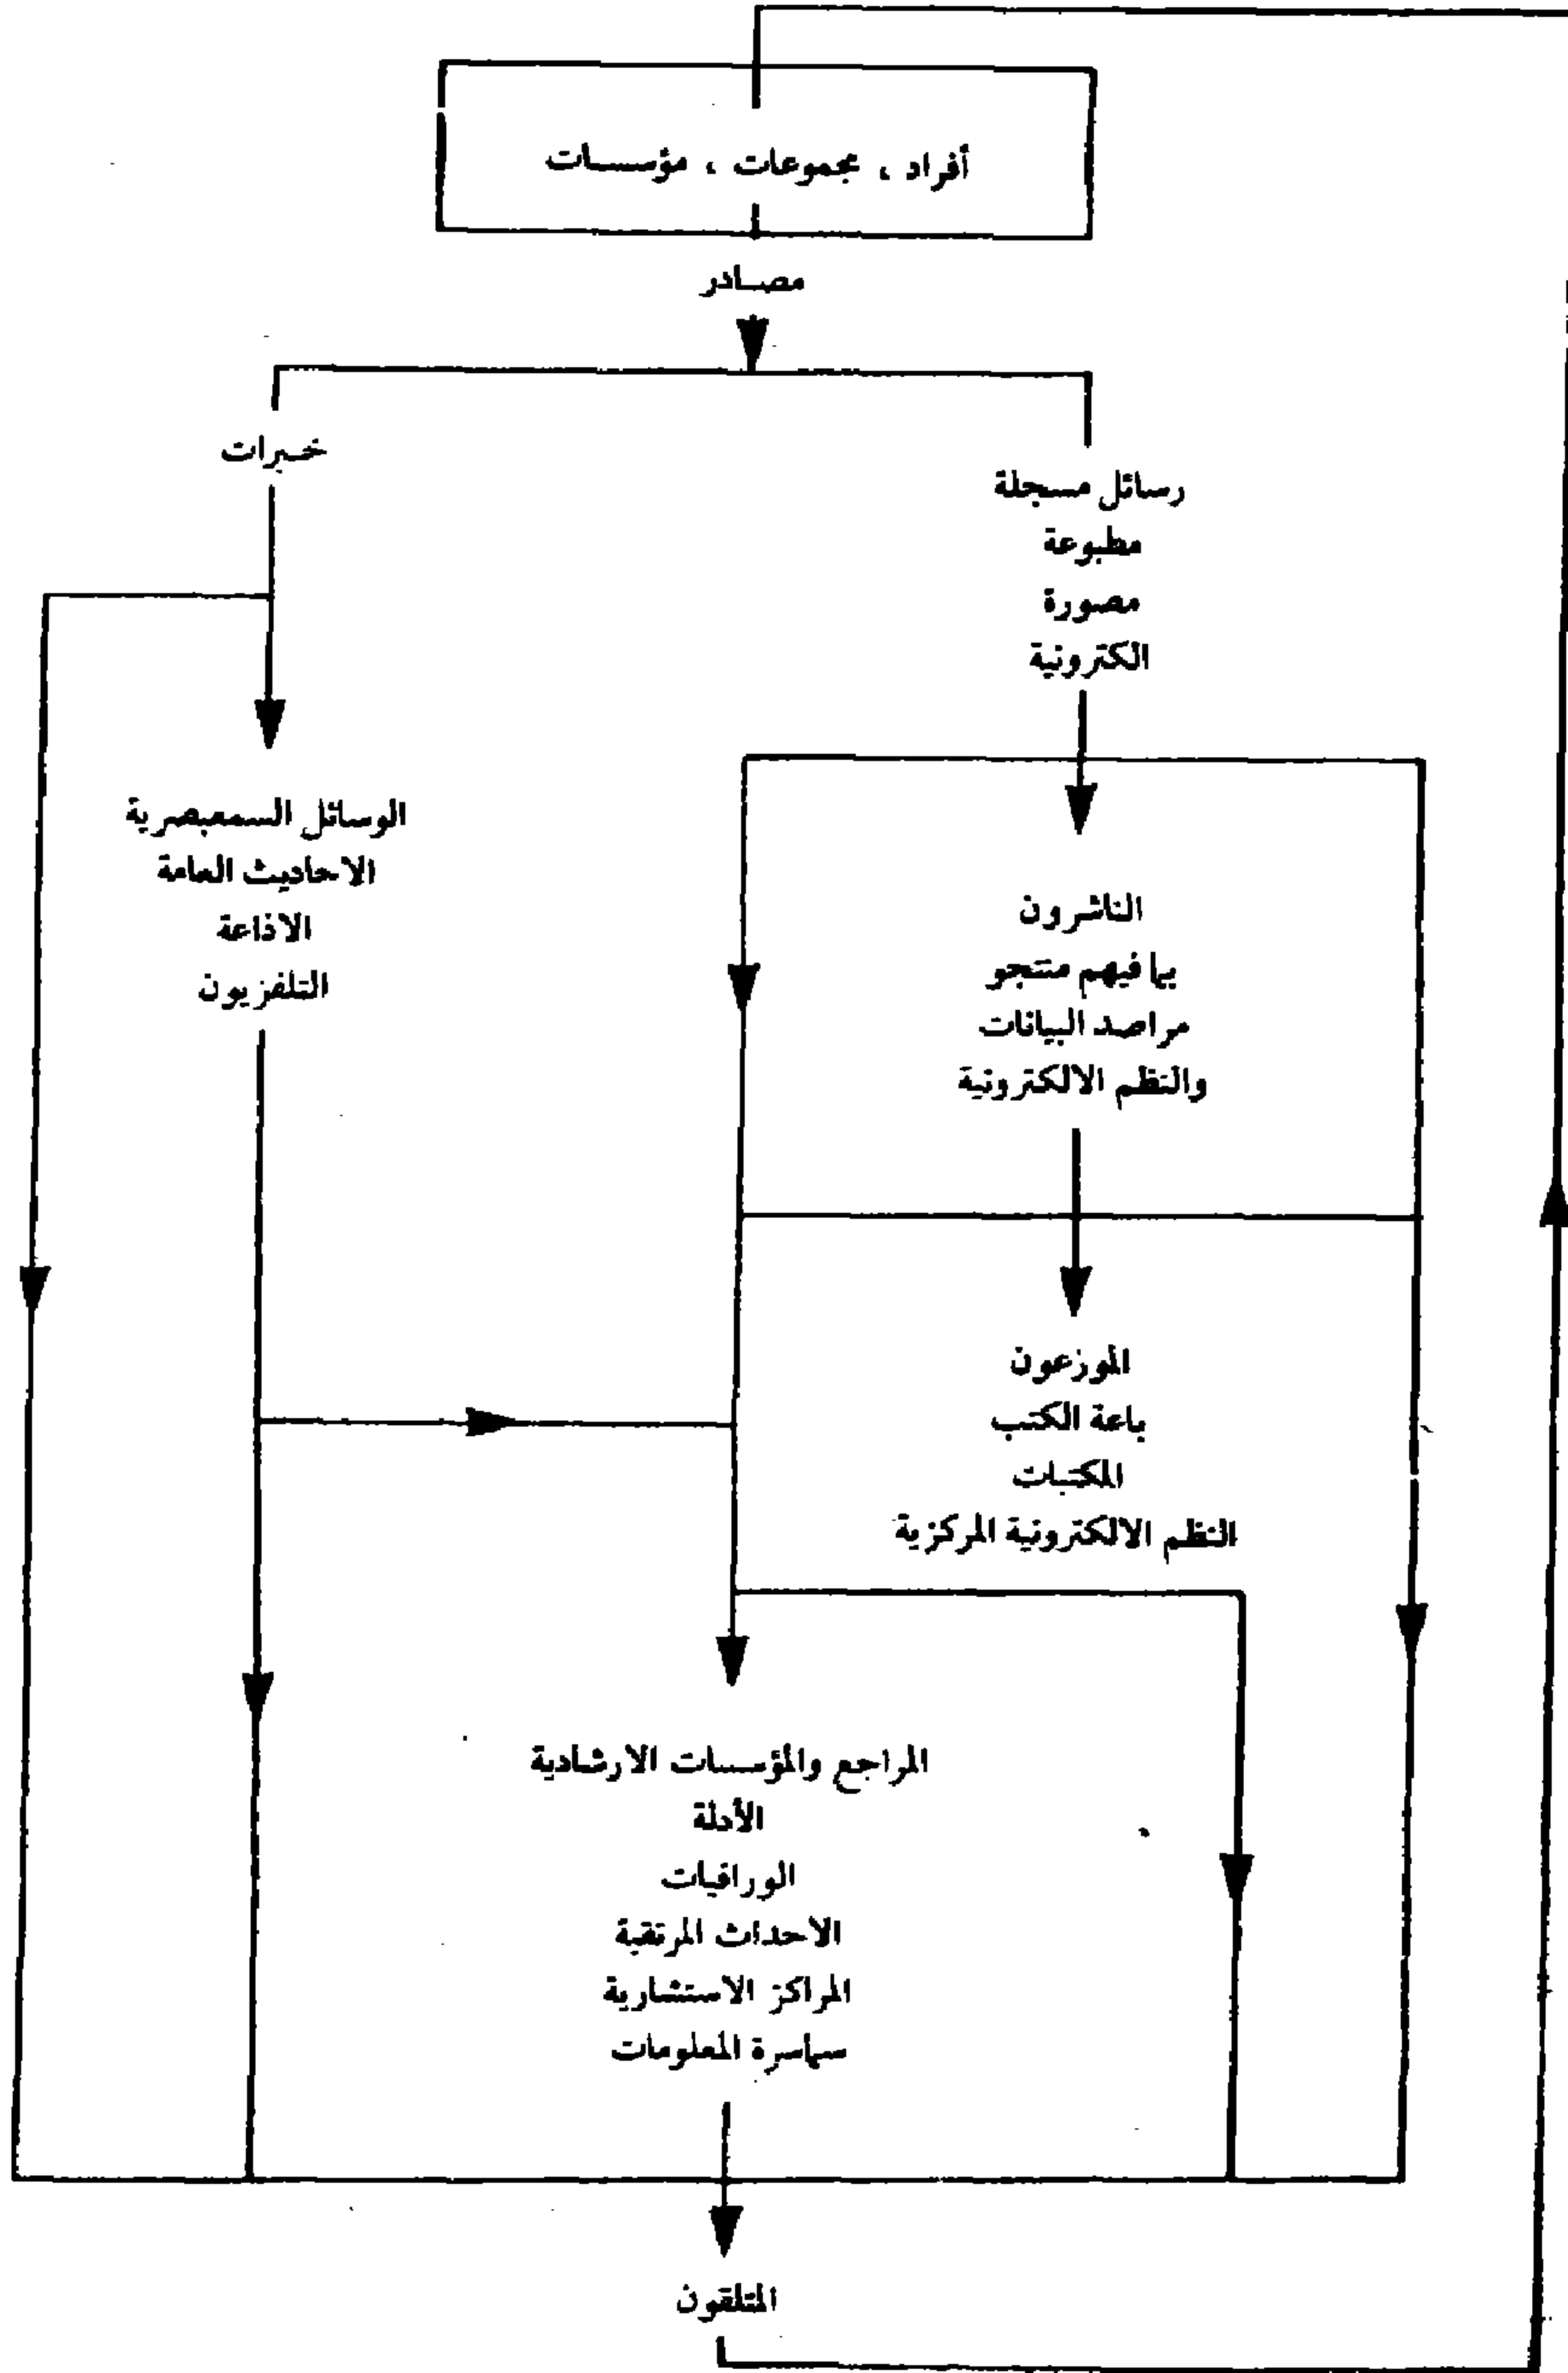 أفراد ، مجموعات ، مؤسسات
مصادر
خبرات
رسائل مسجلة
مطبوعة
مصورة
الكترونية
الوسائل السمعبصرية
الاحاديث العامة
الاذاعة
التلفزيون
الناشرون
بما فيهم منتجو
مراصد البيانات
والنظم الالكترونية
الموزعون
باعة الكتب
المكتبات
النظم الالكترونية المركزية
المراجع والمؤسسات الارشادية
الأدلة
الوراقيات
الاحداث المرتقبة
المراكز الاستشارية
سماسرة المعلومات
المتلقون